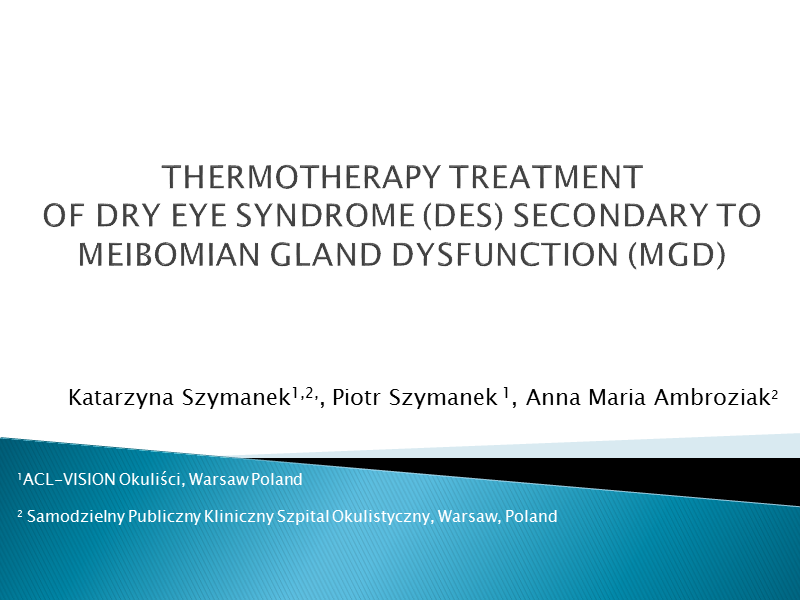 THERMOTHERAPY TREATMENT
OF DRY EYE SYNDROME (DES) SECONDARY TO
MEIBOMIAN GLAND DYSFUNCTION (MGD)
Katarzyna Szymanek¹,²,, Piotr Szymanek ¹, Anna Maria Ambroziak²
¹ACL-VISION Okuliści, Warsaw Poland
² Samodzielny Publiczny Kliniczny Szpital Okulistyczny, Warsaw, Poland